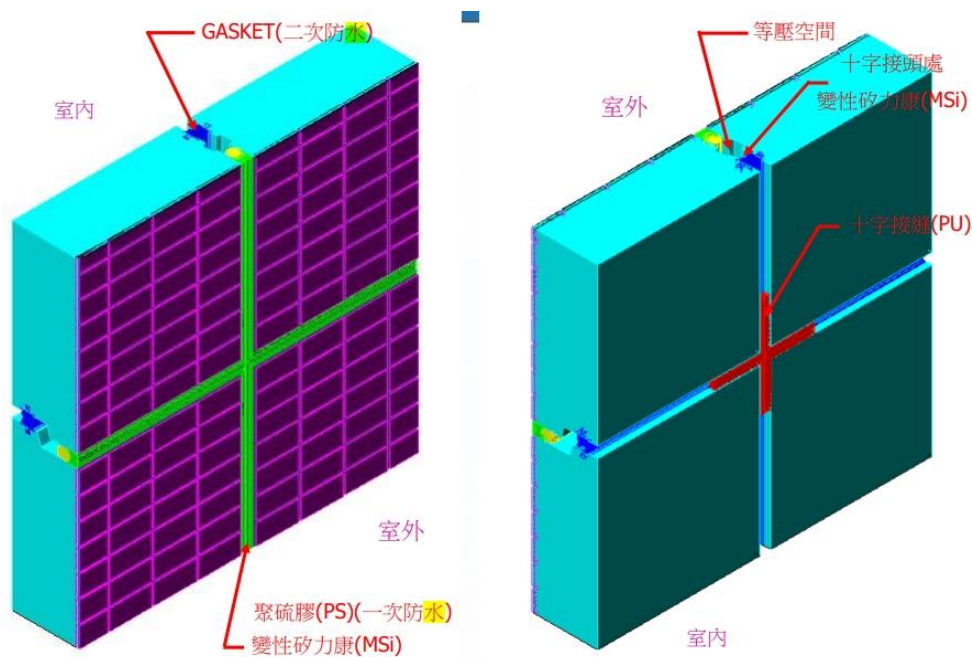 GASKET(二次防水)
室內
室外
聚硫膠(PS)(一次防水)
變性矽力康(MSi)
等壓空間
十字接頭處
室外
變性矽力康(MSi)
十字接縫(PU)
室內